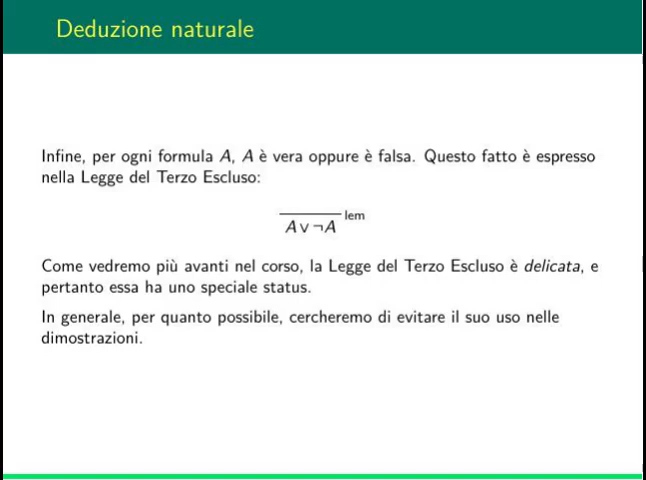 Deduzione naturale
Infine, per ogni formula A, A è vera oppure è falsa. Questo fatto è espresso
nella Legge del Terzo Escluso:
lem
A ∨ ¬A
Come vedremo più avanti nel corso, la Legge del Terzo Escluso è delicata, e
pertanto essa ha uno speciale status.
In generale, per quanto possibile, cercheremo di evitare il suo uso nelle
dimostrazioni.